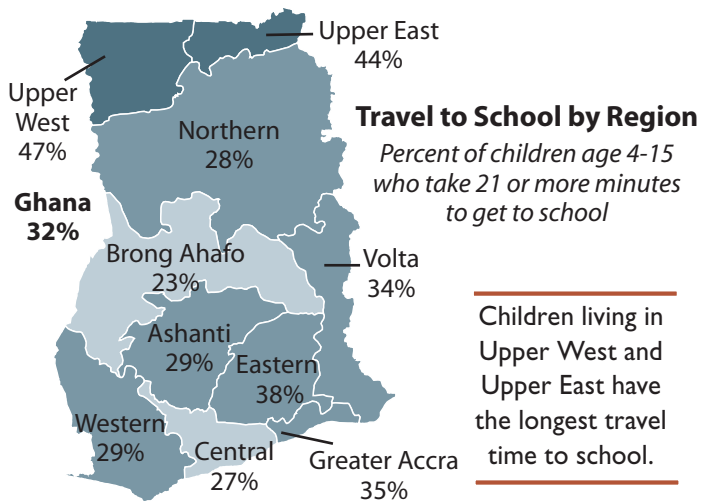 Upper East
44%
Upper
West
47%
Travel to School by Region
Percent of children age 4-15
who take 21 or more minutes
to get to school
Northern
28%
Ghana
32%
Brong Ahafo
23%
Volta
34%
Ashanti
29%
Eastern
38%
Western
29%
Central
27%
Greater Accra
35%
Children living in
Upper West and
Upper East have
the longest travel
time to school.